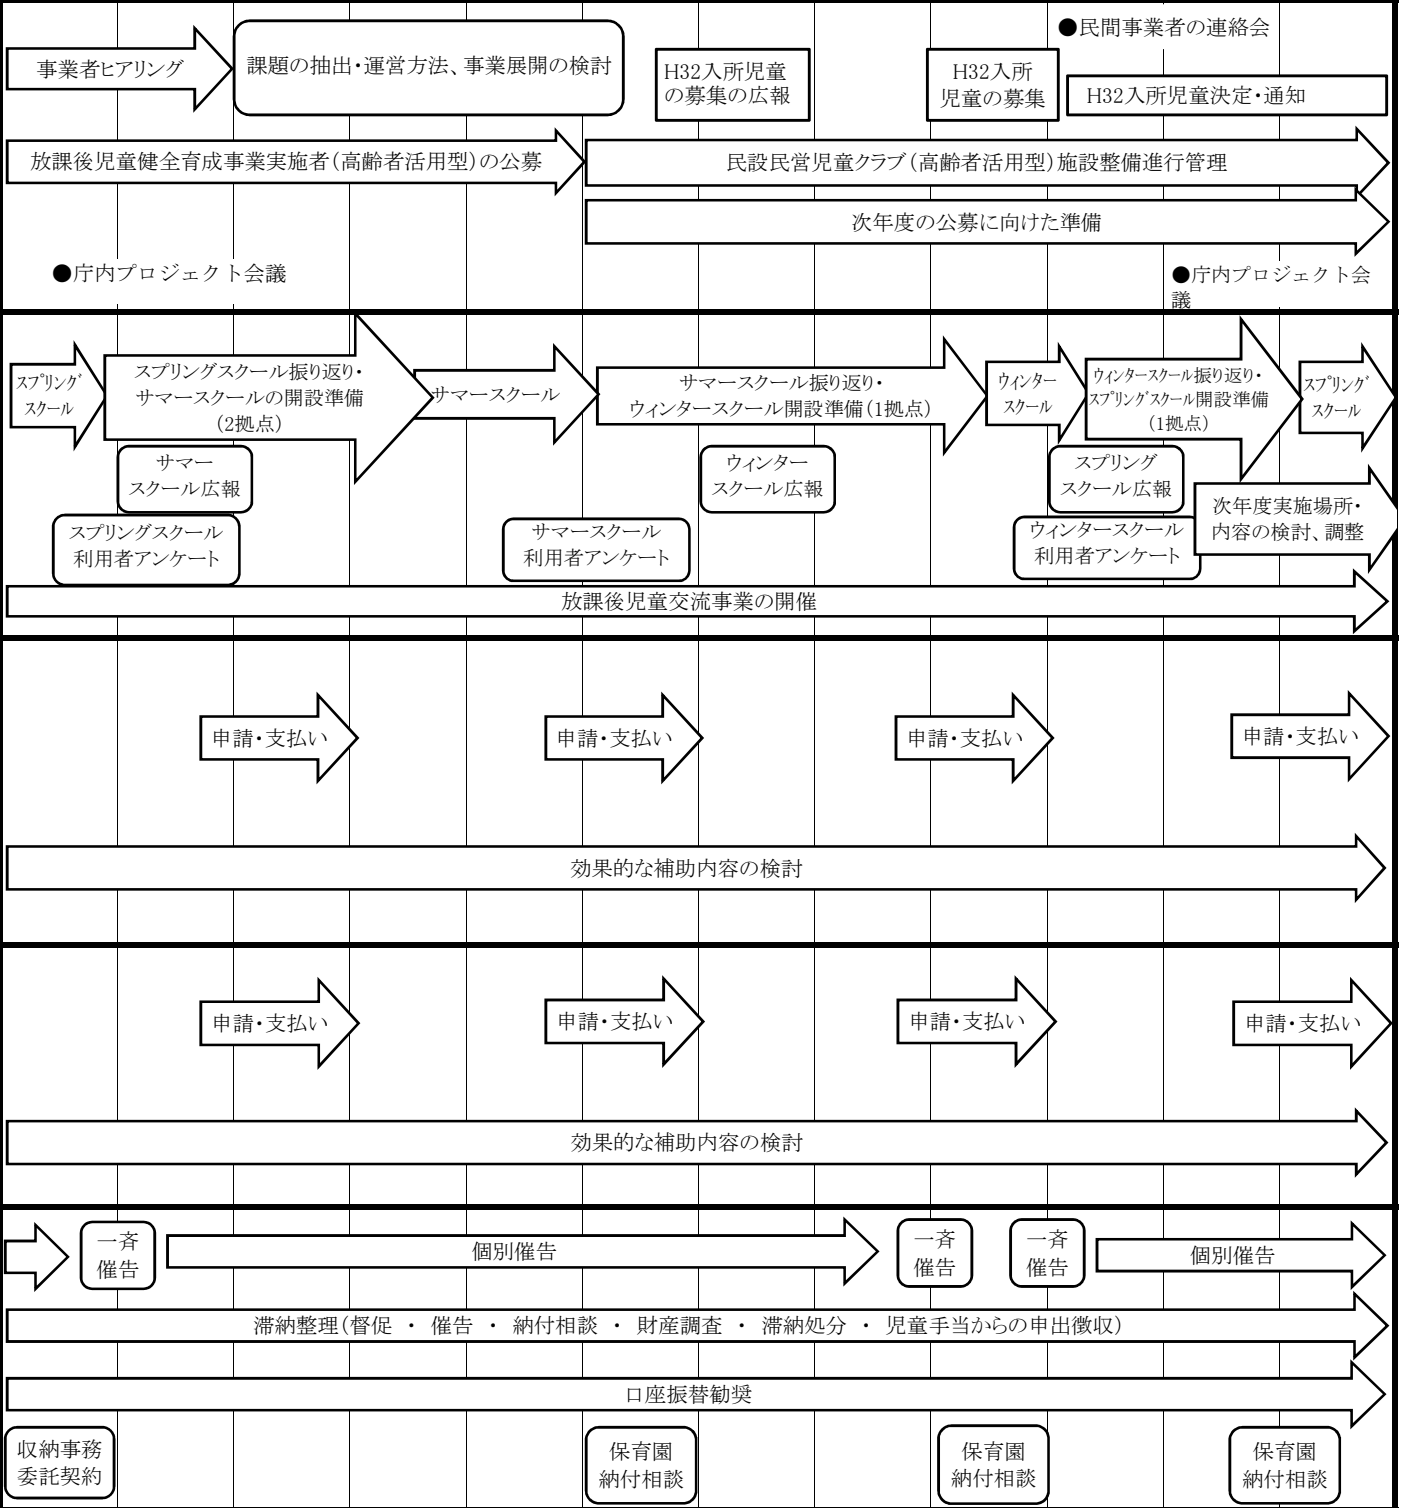 ●民間事業者の連絡会
事業者ヒアリング
課題の抽出・運営方法、事業展開の検討
H32入所児童
の募集の広報
H32入所
児童の募集
H32入所児童決定・通知
放課後児童健全育成事業実施者(高齢者活用型)の公募
民設民営児童クラブ(高齢者活用型)施設整備進行管理
次年度の公募に向けた準備
●庁内プロジェクト会議
●庁内プロジェクト会
議
スプリング
スクール
スプリングスクール振り返り・
サマースクールの開設準備
(2拠点)
サマースクール
サマースクール振り返り・
ウィンタースクール開設準備(1拠点)
ウィンター
スクール
ウィンタースクール振り返り・
スプリングスクール開設準備
(1拠点)
スプリング
スクール
サマー
スクール広報
ウィンター
スクール広報
スプリング
スクール広報
次年度実施場所・
内容の検討、調整
スプリングスクール
利用者アンケート
サマースクール
利用者アンケート
ウィンタースクール
利用者アンケート
放課後児童交流事業の開催
申請・支払い
申請・支払い
申請・支払い
申請・支払い
効果的な補助内容の検討
申請・支払い
申請・支払い
申請・支払い
申請・支払い
効果的な補助内容の検討
一斉
催告
個別催告
一斉
催告
一斉
催告
個別催告
滞納整理(督促 ・ 催告 ・ 納付相談 ・ 財産調査 ・ 滞納処分 ・ 児童手当からの申出徴収)
口座振替勧奨
収納事務
委託契約
保育園
納付相談
保育園
納付相談
保育園
納付相談